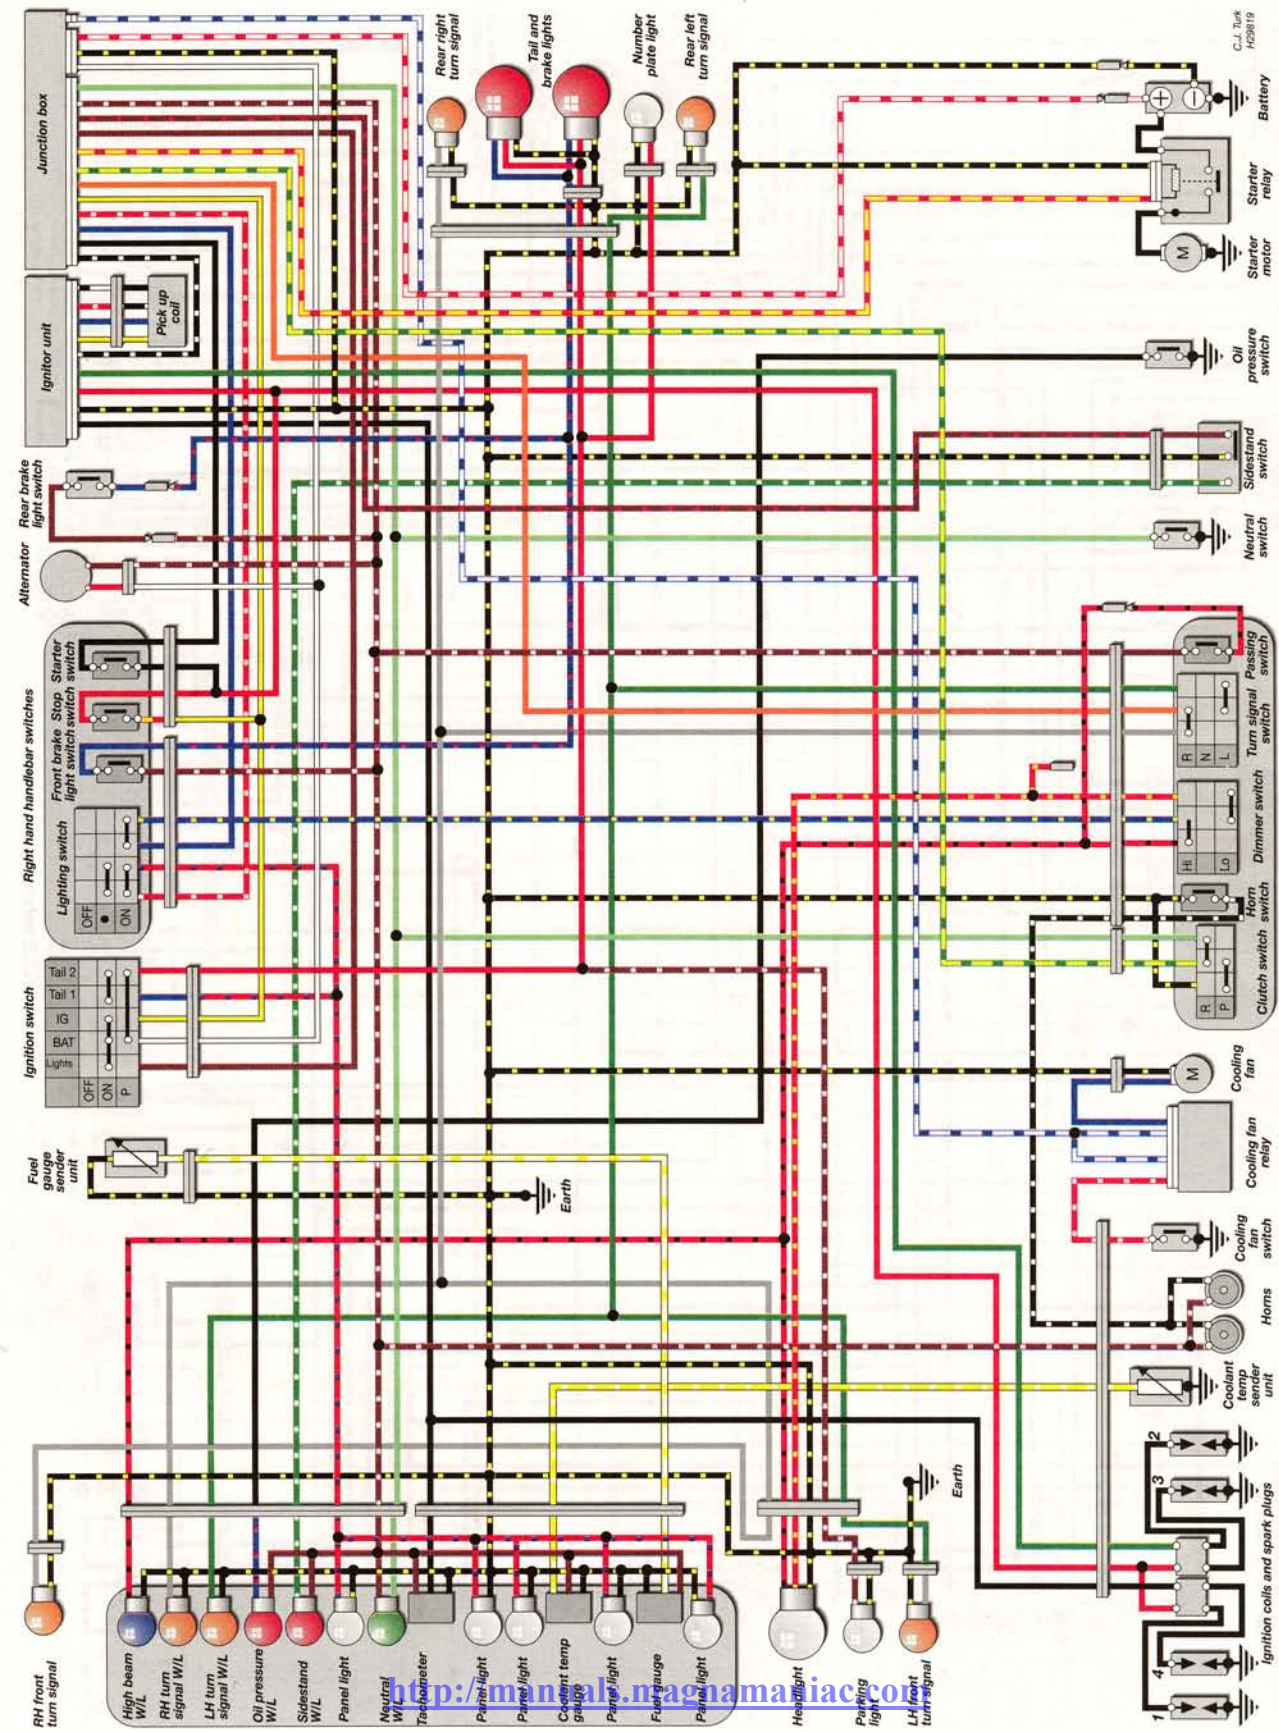 Junction box
Ignitor unit
Pick up
coil
Rear right
turn signal
Tail and
brake lights
Number
plate light
Rear left
turn signal
C.J. Turk
H29819
Battery
Starter
relay
Starter
motor
M
Oil
pressure
switch
Sidestand
switch
Neutral
switch
Rear brake
light switch
Alternator
Right hand handlebar switches
Starter
switch
Stop
switch
Front brake
light switch
Lighting switch
OFF
●
ON
Passing
switch
Turn signal
switch
R
N
L
Dimmer switch
Hi
Lo
Horn
switch
Clutch switch
R
P
Ignition switch
Tail 2
Tail 1
IG
BAT
Lights
OFF
ON
P
Fuel
gauge
sender
unit
Earth
Cooling
fan
M
Cooling fan
relay
Cooling
fan
switch
Horns
Coolant
temp
sender
unit
Ignition coils and spark plugs
2
3
4
1
Earth
RH front
turn signal
High beam
W/L
RH turn
signal W/L
LH turn
signal W/L
Oil pressure
W/L
Sidestand
W/L
Panel light
Neutral
W/L
Tachometer
Panel light
Panel light
Coolant temp
gauge
Panel light
Fuel gauge
Panel light
Headlight
Parking
light
LH front
turn signal
http://manuals.magnamaniac.com